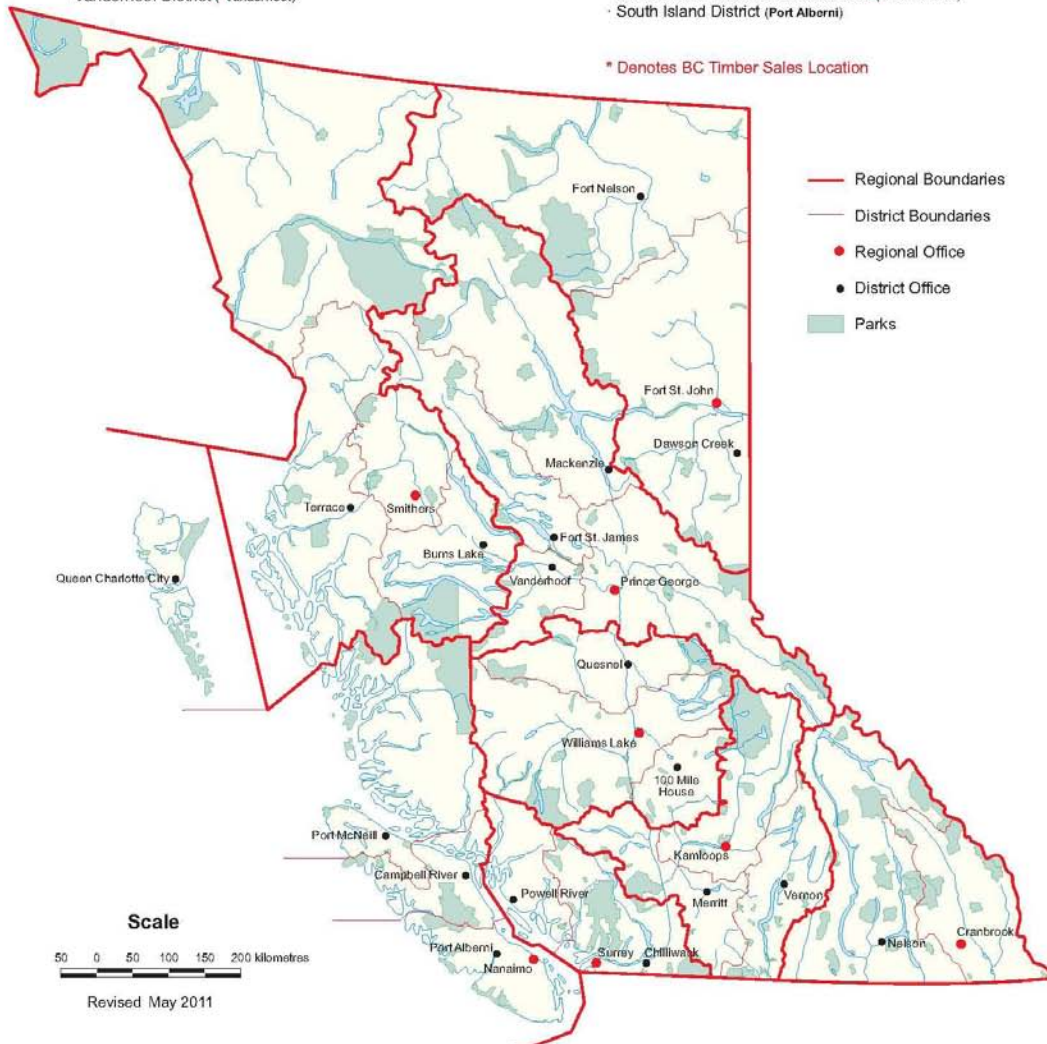 · South Island District (Port Alberni)
* Denotes BC Timber Sales Location
Regional Boundaries
District Boundaries
Regional Office
District Office
Parks
Fort Nelson
Fort St. John
Dawson Creek
Mackenzie
Terrace
Smithers
Burns Lake
Fort St. James
Vanderhoof
Prince George
Queen Charlotte City
Quesnel
Williams Lake
100 Mile
House
Port McNeill
Campbell River
Powell River
Kamloops
Merritt
Vernon
Nelson
Cranbrook
Port Alberni
Nanaimo
Surrey
Chilliwack
Scale
50 0 50 100 150 200 kilometres
Revised May 2011